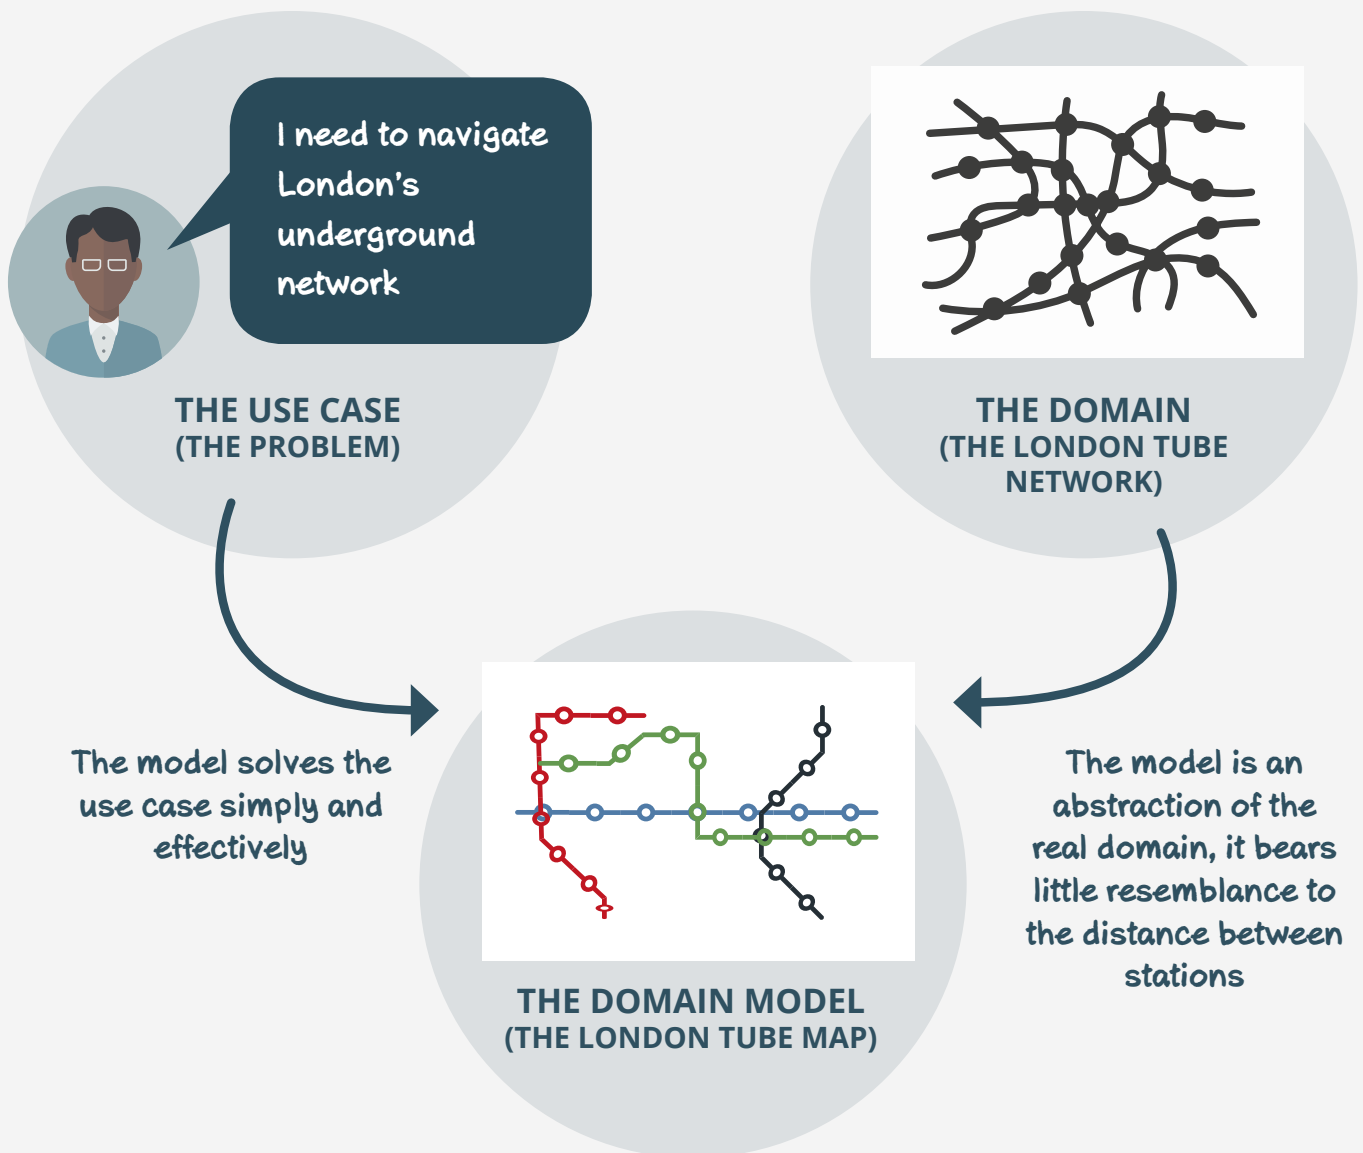 I need to navigate
London's
underground
network
THE USE CASE
(THE PROBLEM)
THE DOMAIN
(THE LONDON TUBE
NETWORK)
The model solves the
use case simply and
effectively
The model is an
abstraction of the
real domain, it bears
little resemblance to
the distance between
stations
THE DOMAIN MODEL
(THE LONDON TUBE MAP)